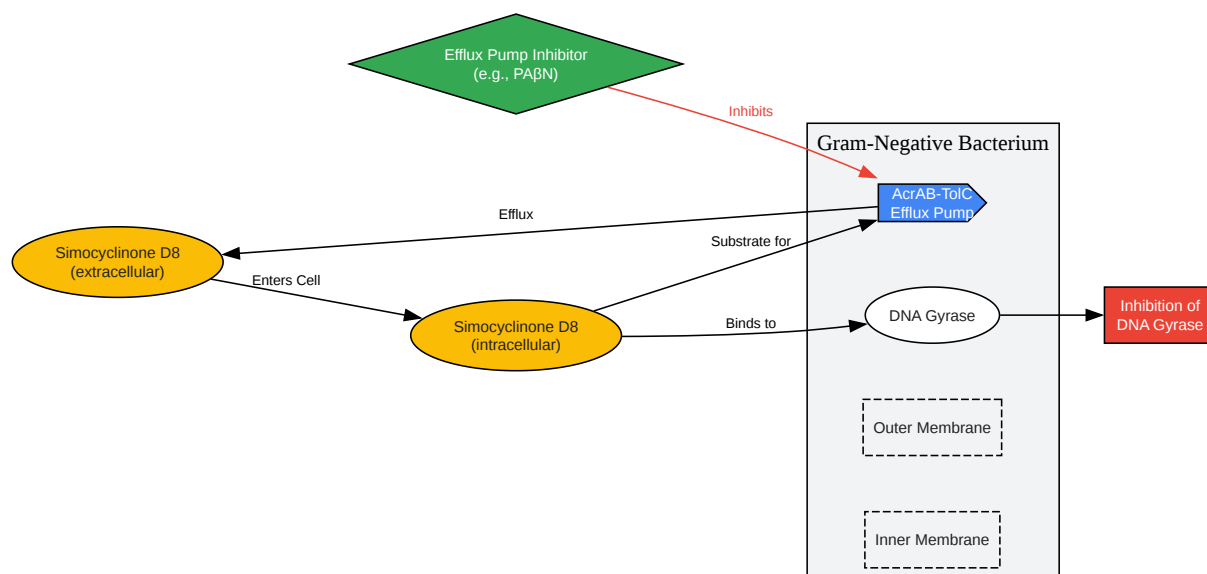 Efflux Pump Inhibitor
(e.g., PAβN)
Inhibits
Gram-Negative Bacterium
AcrAB-TolC
Efflux Pump
Efflux
Substrate for
Simocyclinone D8
(extracellular)
Enters Cell
Simocyclinone D8
(intracellular)
Binds to
DNA Gyrase
Inhibition of
DNA Gyrase
Outer Membrane
Inner Membrane